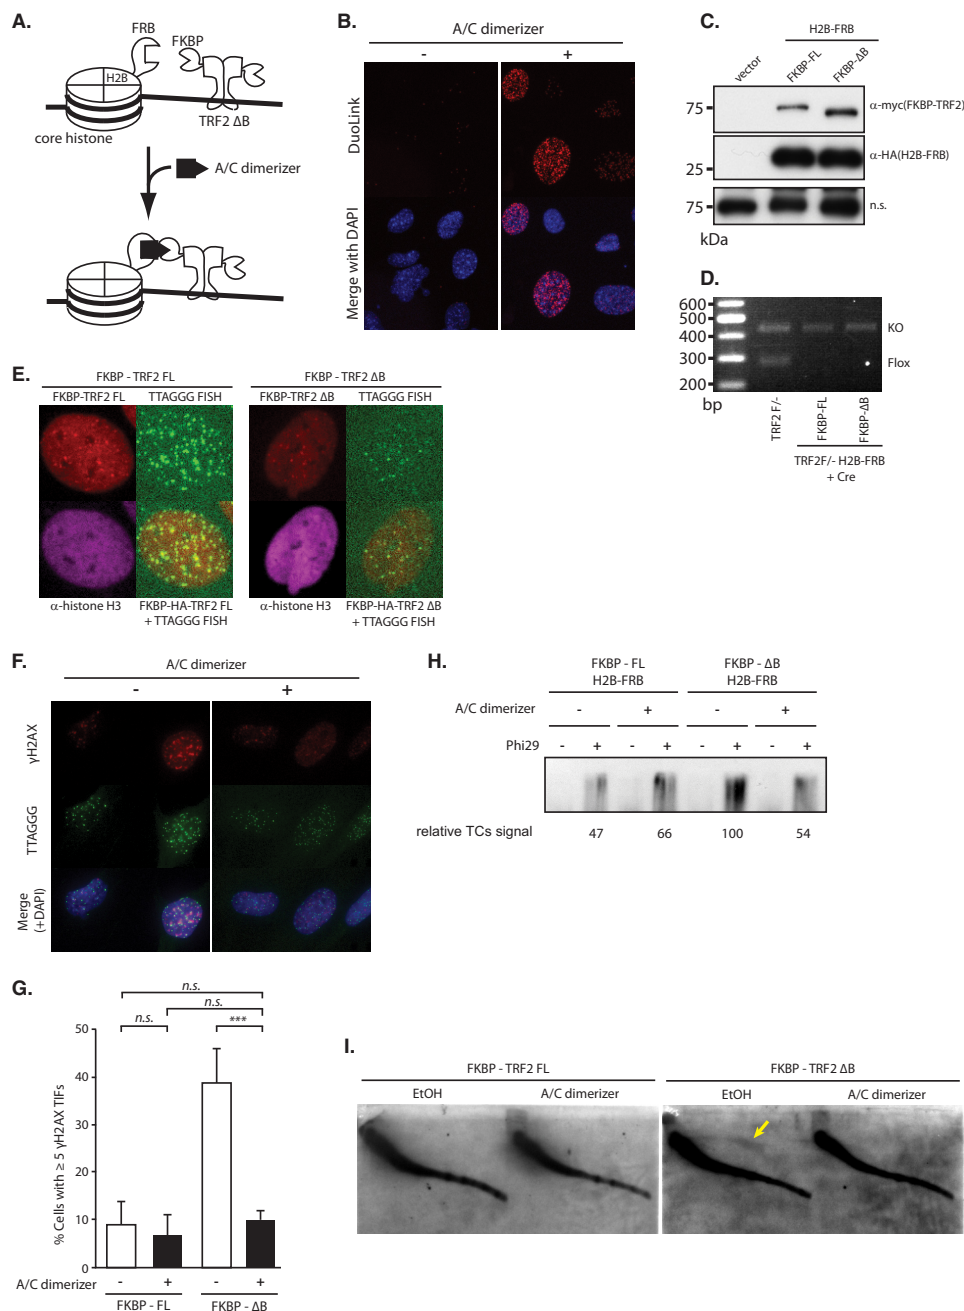 A.
FRB
FKBP
H2B
TRF2 ΔB
core histone
A/C dimerizer
B.
A/C dimerizer
- +
DuoLink
Merge with DAPI
C.
H2B-FRB
vector
FKBP-FL
FKBP-ΔB
75
α-myc(FKBP-TRF2)
25
α-HA(H2B-FRB)
75
n.s.
kDa
D.
600
500
400
300
200
bp
KO
Flox
TRF2 F/-
FKBP-FL
FKBP-ΔB
TRF2F/- H2B-FRB
+ Cre
E.
FKBP - TRF2 FL
FKBP-TRF2 FL TTAGGG FISH
α-histone H3 FKBP-HA-TRF2 FL
+ TTAGGG FISH
FKBP - TRF2 ΔB
FKBP-TRF2 ΔB TTAGGG FISH
α-histone H3 FKBP-HA-TRF2 ΔB
+ TTAGGG FISH
F.
A/C dimerizer
- +
γH2AX
TTAGGG
Merge
(+DAPI)
G.
n.s.
n.s.
n.s. ***
% Cells with ≥ 5 γH2AX TIFs
50
40
30
20
10
0
A/C dimerizer - + - +
FKBP - FL FKBP - ΔB
H.
FKBP - FL FKBP - ΔB
H2B-FRB H2B-FRB
A/C dimerizer - + - +
Phi29 - + - + - + - +
relative TCs signal 47 66 100 54
I.
FKBP - TRF2 FL FKBP - TRF2 ΔB
EtOH A/C dimerizer EtOH A/C dimerizer